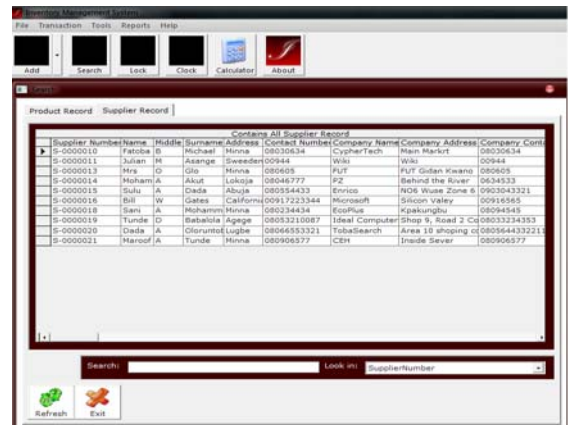 Inventory Management System
File Transaction Tools Reports Help
Add Search Lock Clock Calculator About
Search
Product Record Supplier Record
Contains All Supplier Record
Supplier Number Name Middle Surname Address Contact Number Company Name Company Address Company Conta
S-0000010 Fatoba B Michael Minna 08030634 CypherTech Main Markrt 08030634
S-0000011 Julian M Asange Sweeden 00944 Wiki Wiki 00944
S-0000013 Mrs O Glo Minna 080605 FUT FUT Gidan Kwano 080605
S-0000014 Moham A Akut Lokoja 08046777 PZ Behind the River 0634533
S-0000015 Sulu A Dada Abuja 080554433 Enrico NO6 Wuse Zone 6 0903043321
S-0000016 Bill W Gates Californi 00917223344 Microsoft Silicon Valey 00916565
S-0000018 Sani A Mohamm Minna 080234434 EcoPlus Kpakungbu 08094545
S-0000019 Tunde O Babalola Agege 08053210087 Ideal Computer Shop 9, Road 2 Co 08033234353
S-0000020 Dada A Oloruntob Lugbe 08066553321 TobaSearch Area 10 shoping co 0805644332211
S-0000021 Maroof A Tunde Minna 080906577 CEH Inside Sever 080906577
Search: Look in: SupplierNumber
Refresh Exit